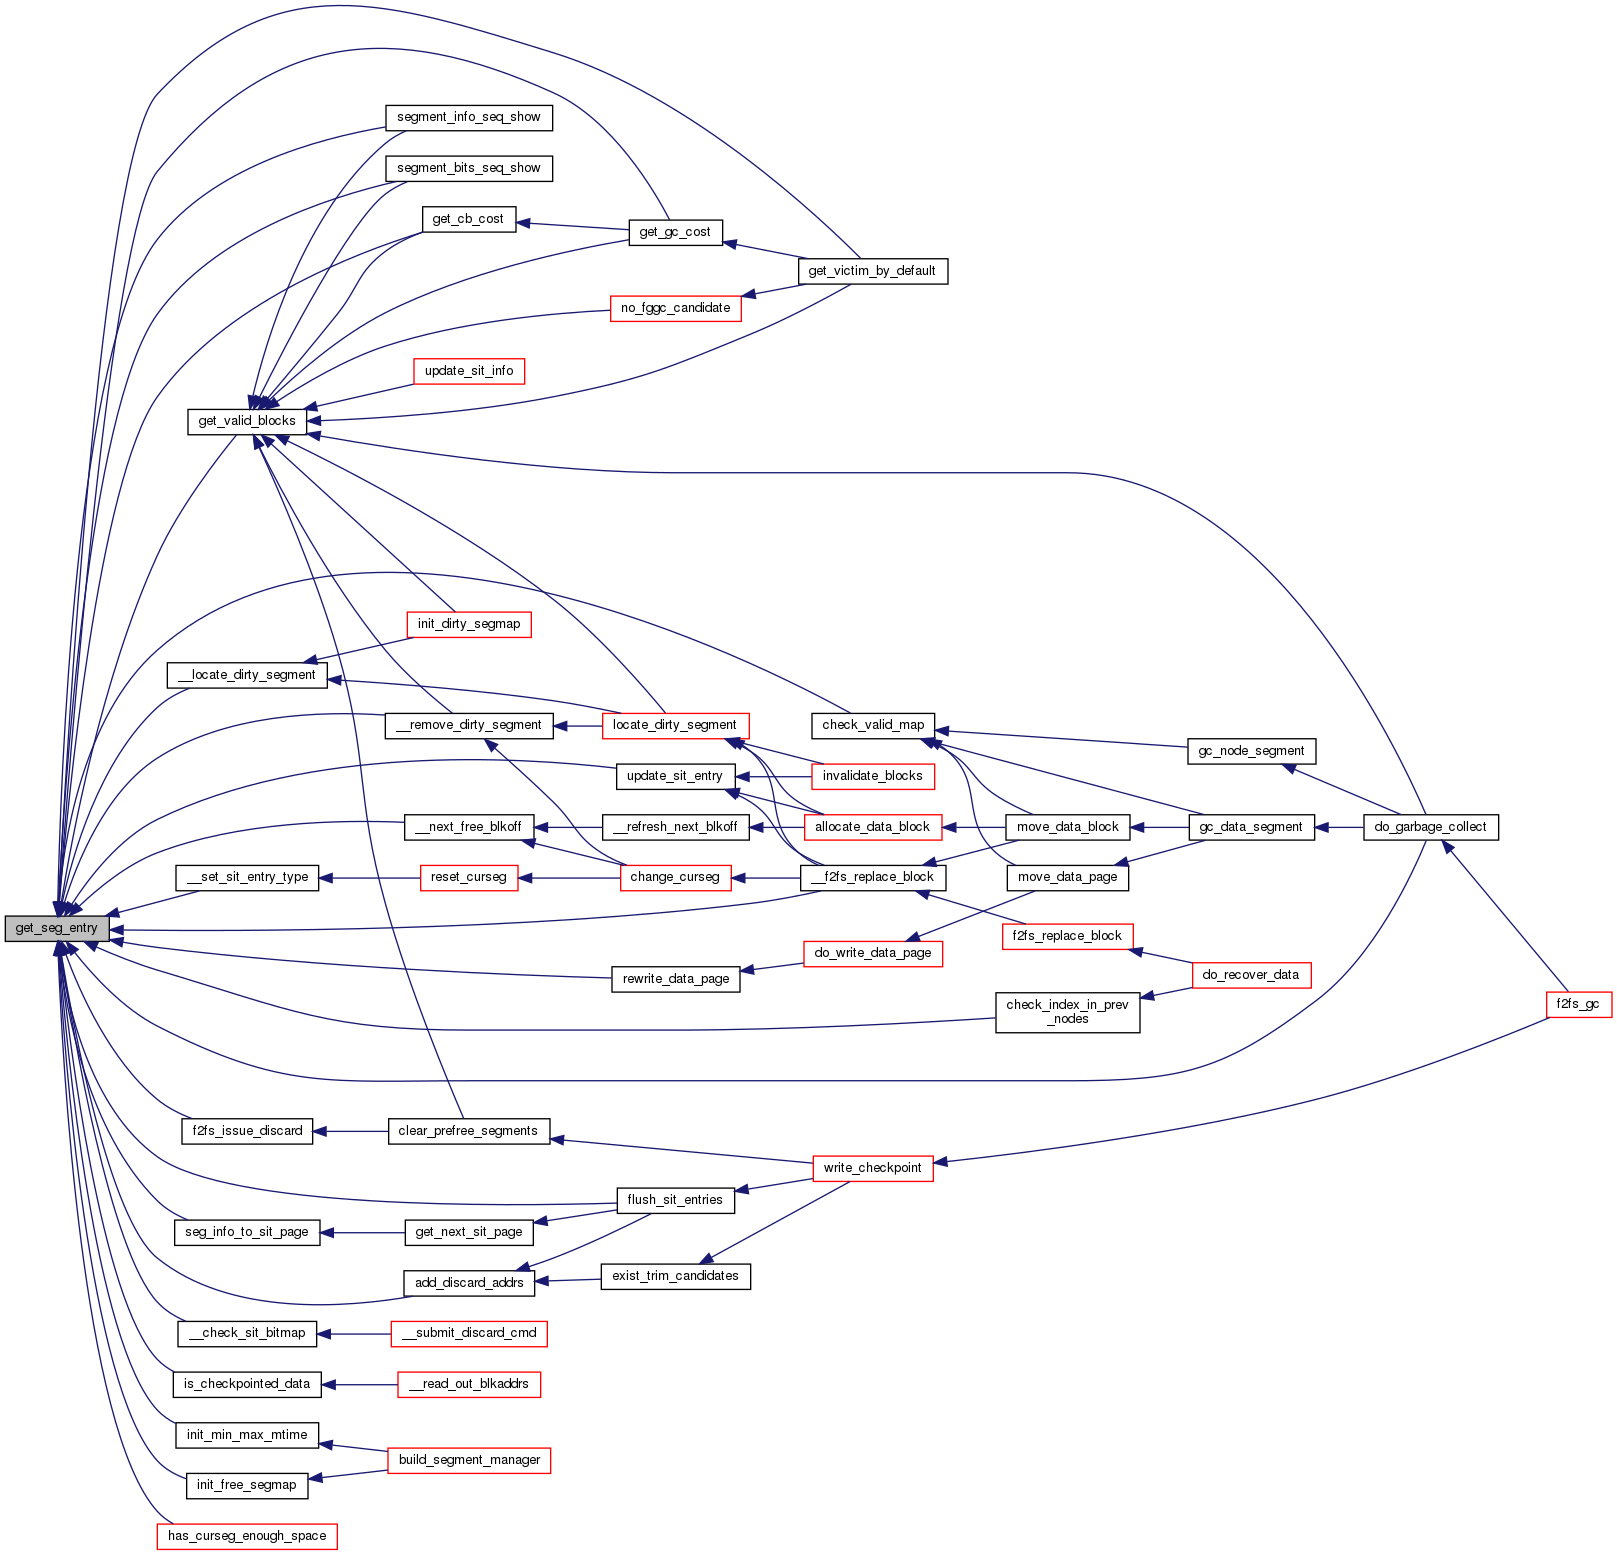 segment_info_seq_show
segment_bits_seq_show
get_cb_cost
get_gc_cost
get_victim_by_default
no_fggc_candidate
update_sit_info
get_valid_blocks
init_dirty_segmap
__locate_dirty_segment
__remove_dirty_segment
locate_dirty_segment
check_valid_map
gc_node_segment
update_sit_entry
invalidate_blocks
__next_free_blkoff
__refresh_next_blkoff
allocate_data_block
move_data_block
gc_data_segment
do_garbage_collect
__set_sit_entry_type
reset_curseg
change_curseg
__f2fs_replace_block
move_data_page
get_seg_entry
f2fs_replace_block
do_write_data_page
rewrite_data_page
do_recover_data
check_index_in_prev
_nodes
f2fs_gc
f2fs_issue_discard
clear_prefree_segments
write_checkpoint
flush_sit_entries
seg_info_to_sit_page
get_next_sit_page
add_discard_addrs
exist_trim_candidates
__check_sit_bitmap
__submit_discard_cmd
is_checkpointed_data
__read_out_blkaddrs
init_min_max_mtime
build_segment_manager
init_free_segmap
has_curseg_enough_space